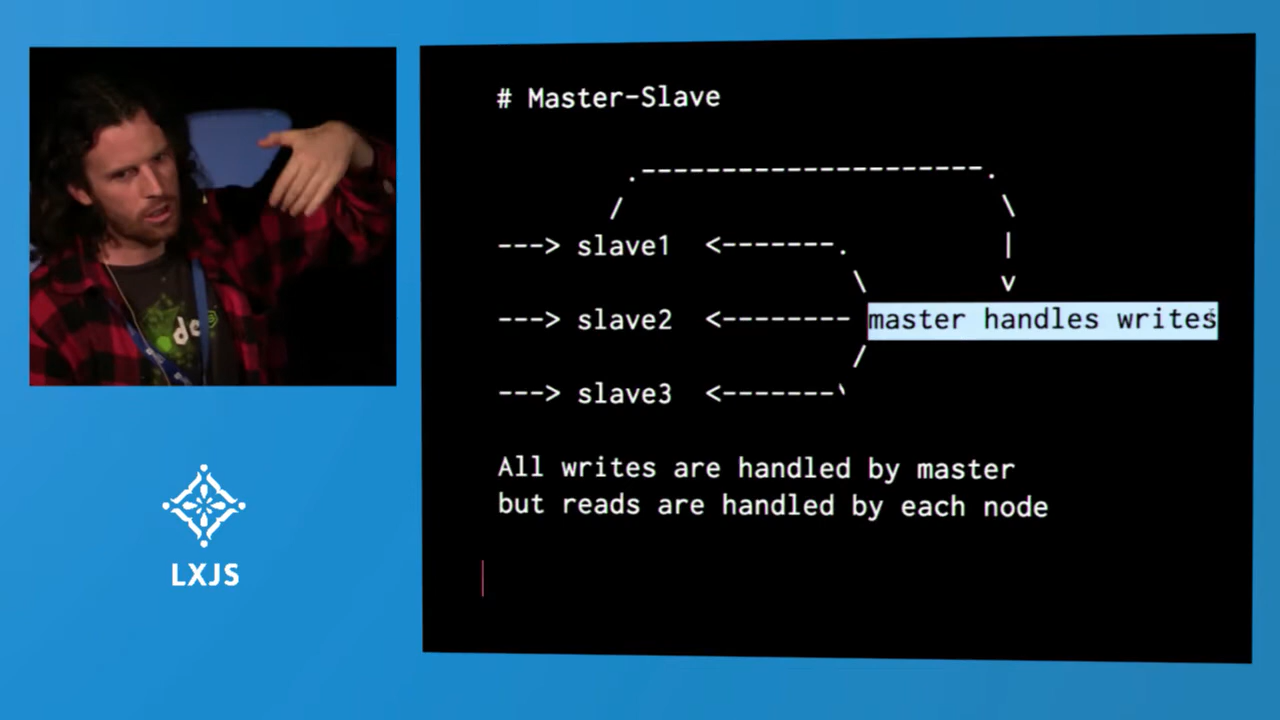 # Master-Slave
.---------------------.
/ \
---> slave1 <-------. |
\ v
---> slave2 <-------- master handles writes
/
---> slave3 <-------`
All writes are handled by master
but reads are handled by each node
LXJS